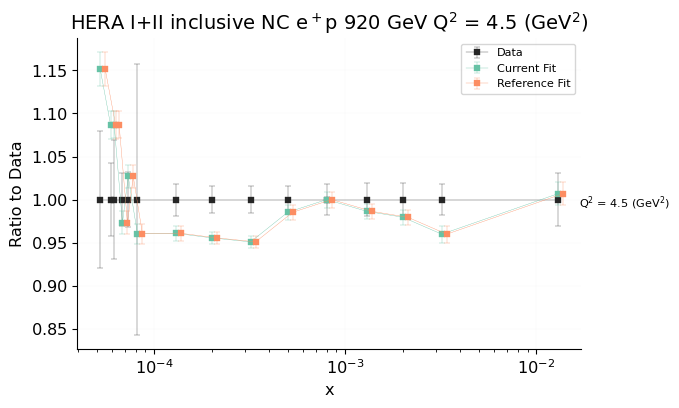 HERA I+II inclusive NC e⁺p 920 GeV Q² = 4.5 (GeV²)
Data
Current Fit
Reference Fit
Ratio to Data
1.15
1.10
1.05
1.00
0.95
0.90
0.85
Q² = 4.5 (GeV²)
10⁻⁴
10⁻³
10⁻²
x